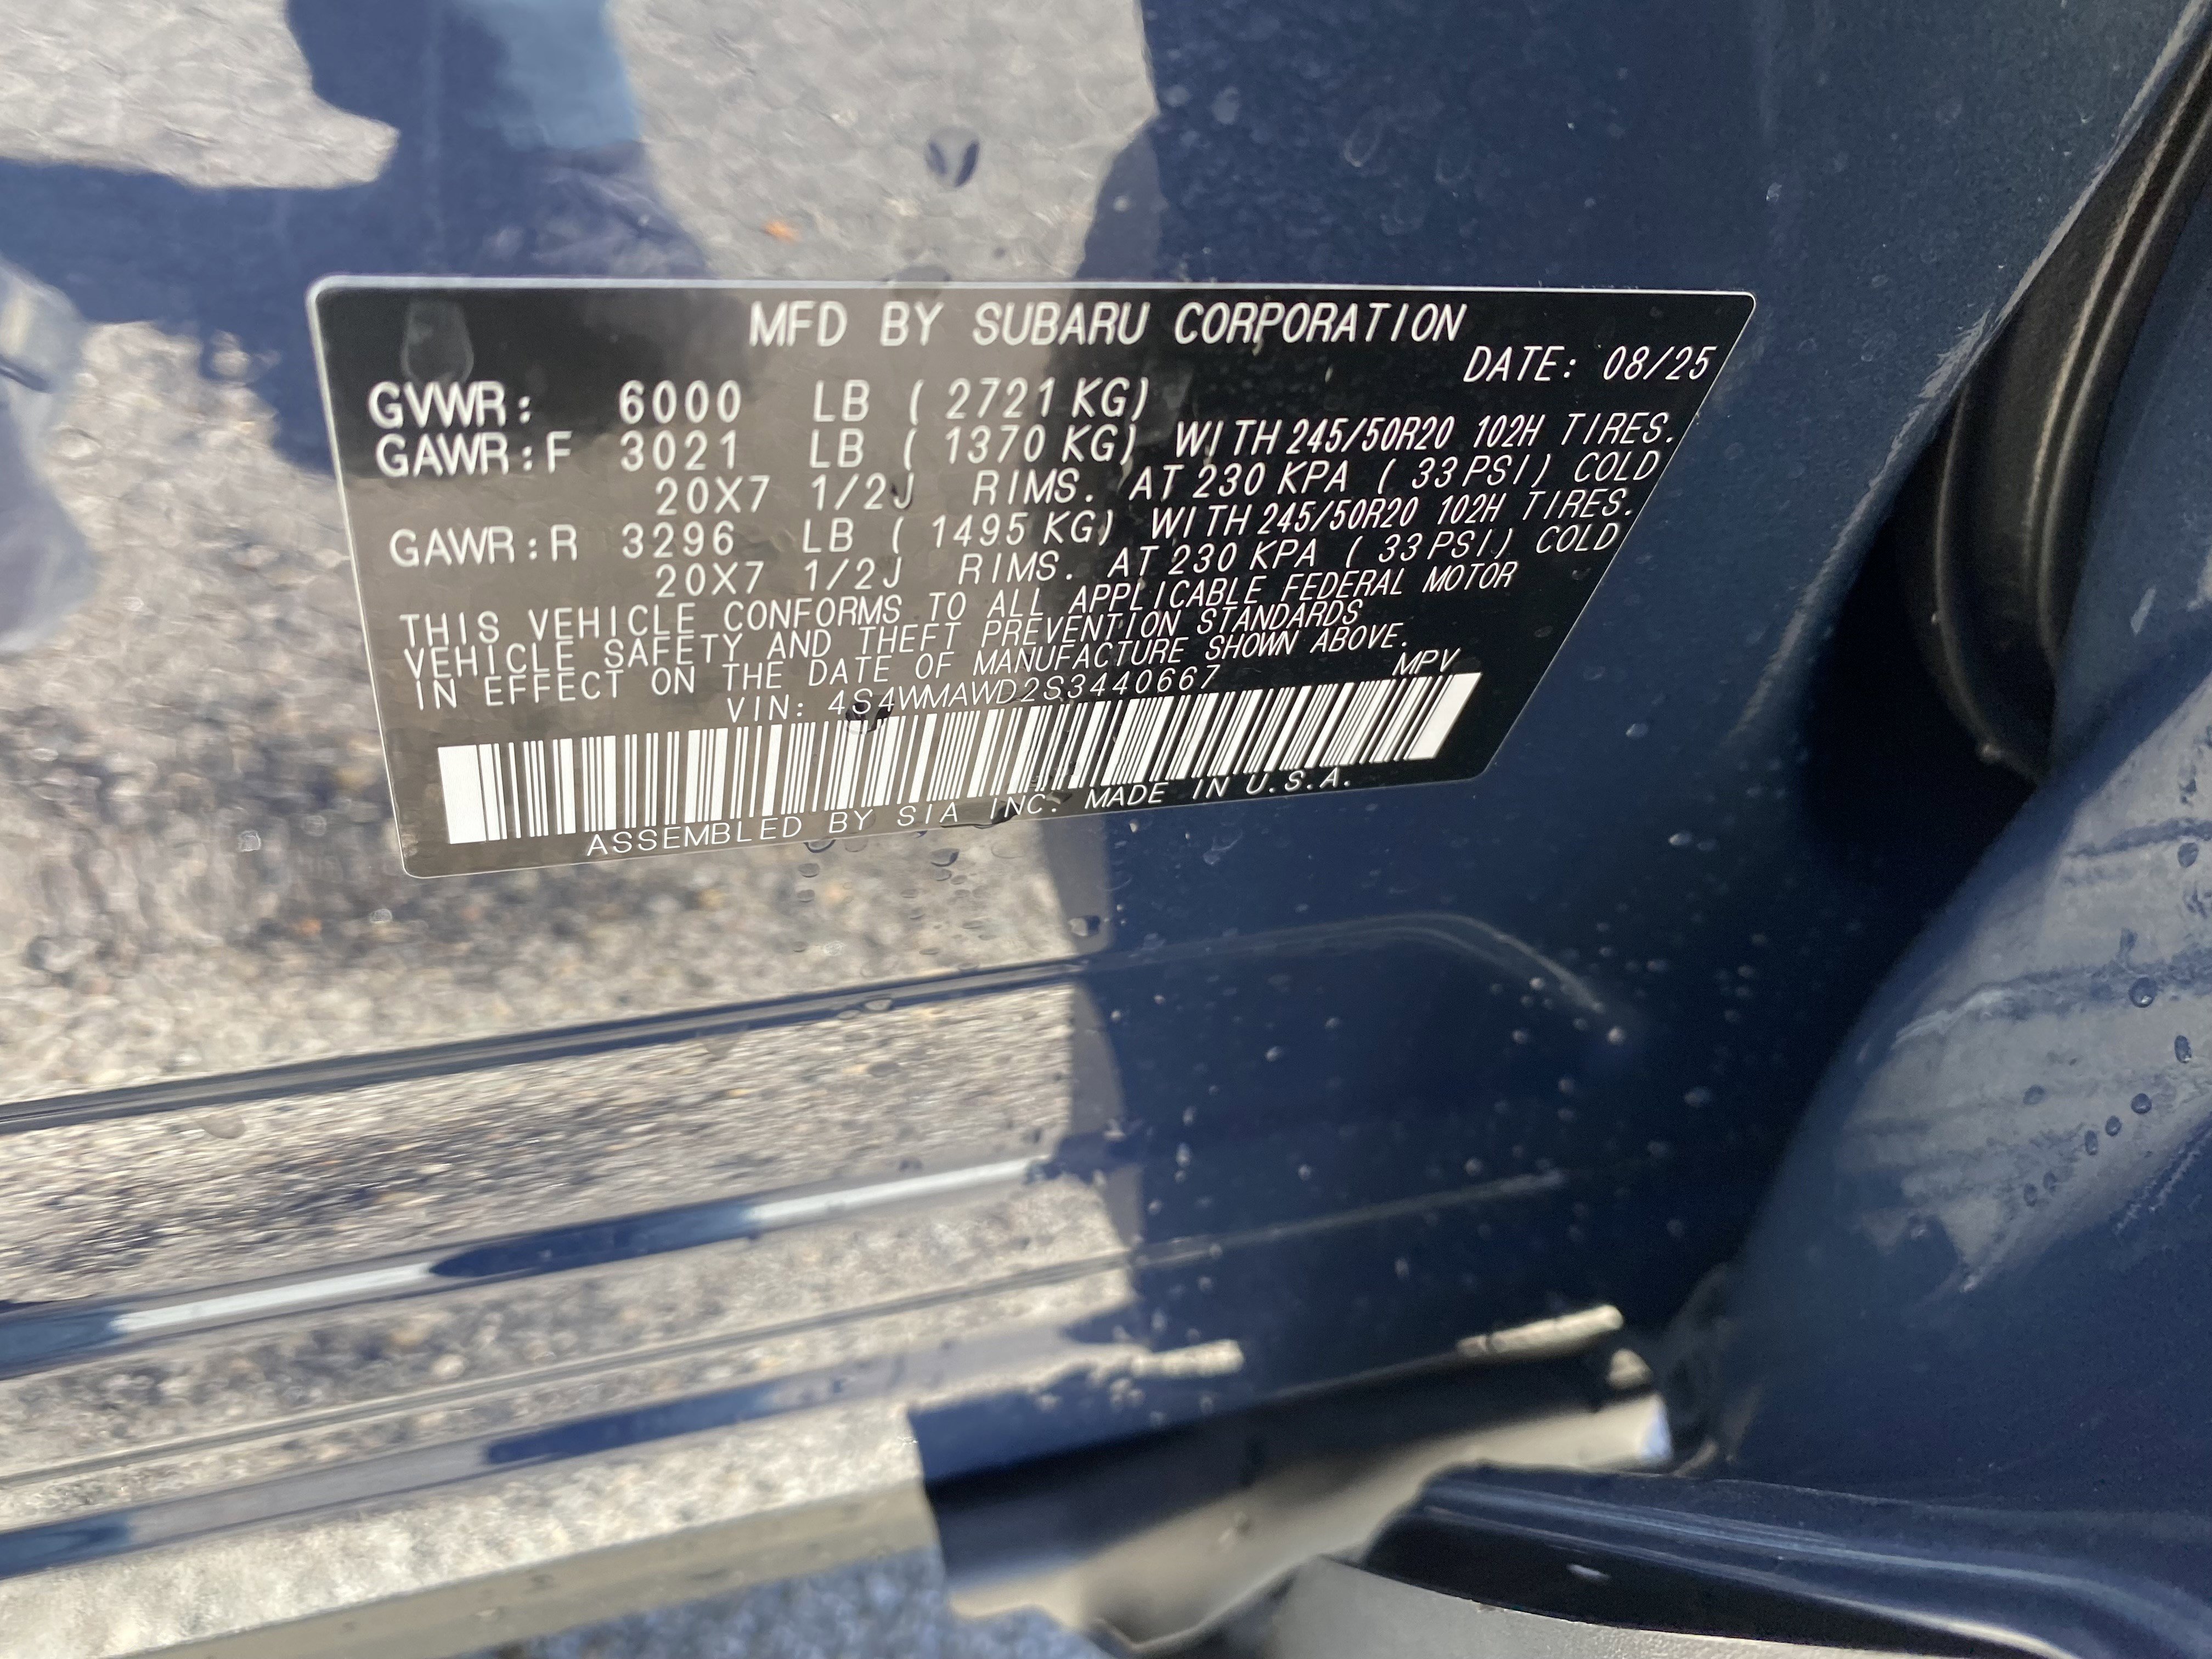 MFD BY SUBARU CORPORATION
DATE: 08/25
GVWR: 6000 LB ( 2721 KG)
GAWR:F 3021 LB ( 1370 KG) WITH 245/50R20 102H TIRES.
20X7 1/2J RIMS. AT 230 KPA ( 33 PSI) COLD
GAWR:R 3296 LB ( 1495 KG) WITH 245/50R20 102H TIRES.
20X7 1/2J RIMS. AT 230 KPA ( 33 PSI) COLD
THIS VEHICLE CONFORMS TO ALL APPLICABLE FEDERAL MOTOR
VEHICLE SAFETY AND THEFT PREVENTION STANDARDS
IN EFFECT ON THE DATE OF MANUFACTURE SHOWN ABOVE.
VIN: 4S4WMAWD2S3440667 MPV
ASSEMBLED BY SIA INC. MADE IN U.S.A.